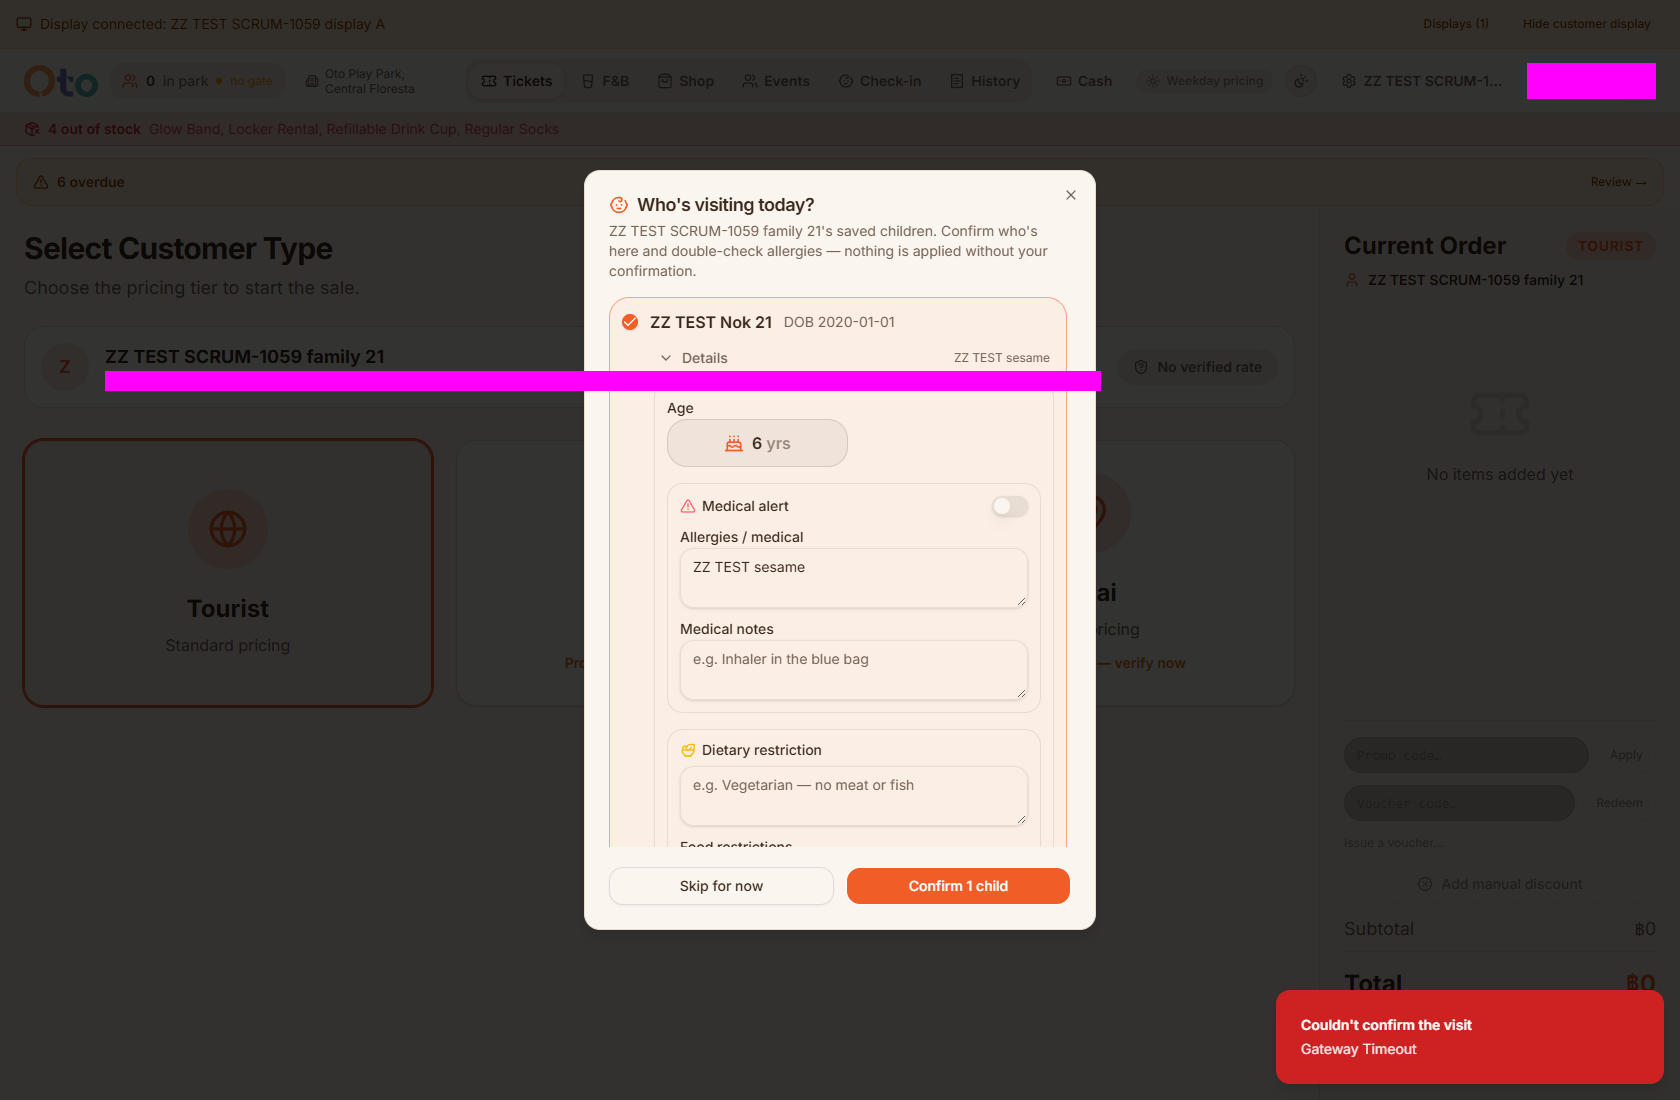 Display connected: ZZ TEST SCRUM-1059 display A
Displays (1)
Hide customer display
Oto
0 in park • no gate
Oto Play Park,
Central Floresta
Tickets
F&B
Shop
Events
Check-in
History
Cash
Weekday pricing
ZZ TEST SCRUM-1...
4 out of stock Glow Band, Locker Rental, Refillable Drink Cup, Regular Socks
6 overdue
Review →
Select Customer Type
Choose the pricing tier to start the sale.
Z
ZZ TEST SCRUM-1059 family 21
No verified rate
Tourist
Standard pricing
— verify now
Who's visiting today?
ZZ TEST SCRUM-1059 family 21's saved children. Confirm who's
here and double-check allergies — nothing is applied without your
confirmation.
ZZ TEST Nok 21 DOB 2020-01-01
Details
ZZ TEST sesame
Age
6 yrs
Medical alert
Allergies / medical
ZZ TEST sesame
Medical notes
e.g. Inhaler in the blue bag
Dietary restriction
e.g. Vegetarian — no meat or fish
Food restrictions
Skip for now
Confirm 1 child
Current Order
TOURIST
ZZ TEST SCRUM-1059 family 21
No items added yet
Promo code…
Apply
Voucher code…
Redeem
Issue a voucher...
Add manual discount
Subtotal
฿0
Total
฿0
Couldn't confirm the visit
Gateway Timeout